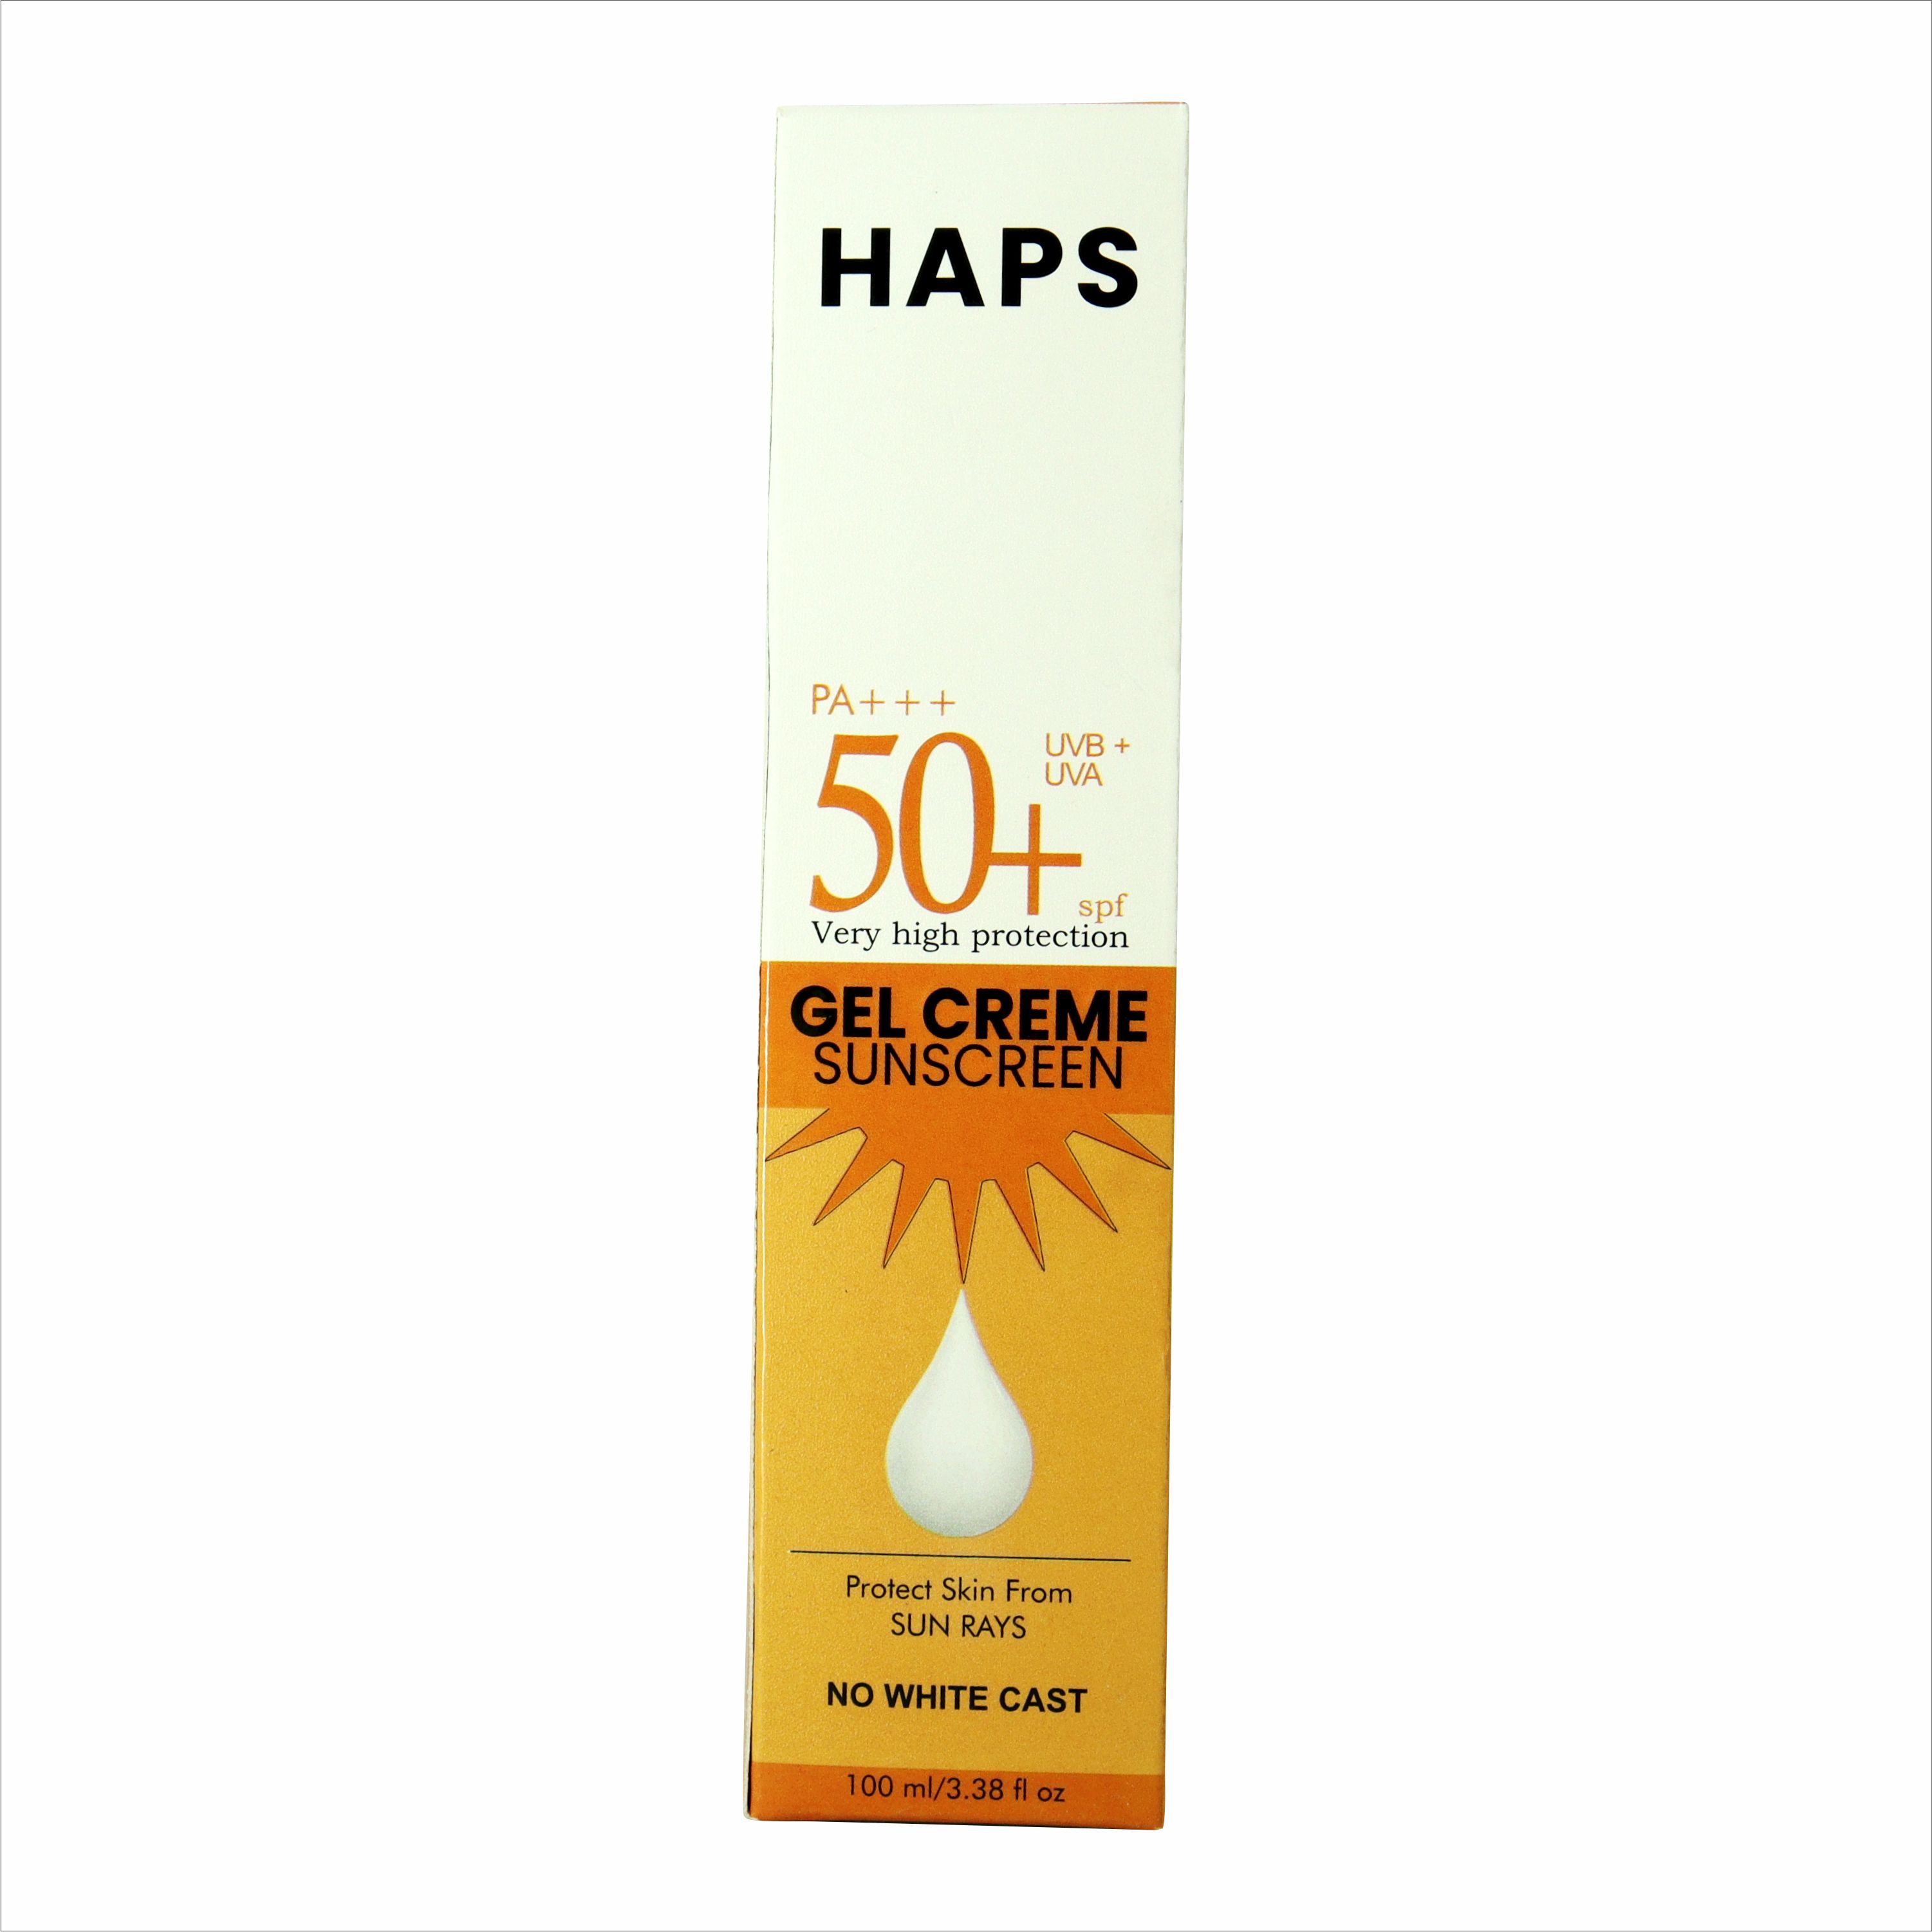 HAPS
PA+++
50+
UVB +
UVA
spf
Very high protection
GEL CREME
SUNSCREEN
Protect Skin From
SUN RAYS
NO WHITE CAST
100 ml/3.38 fl oz